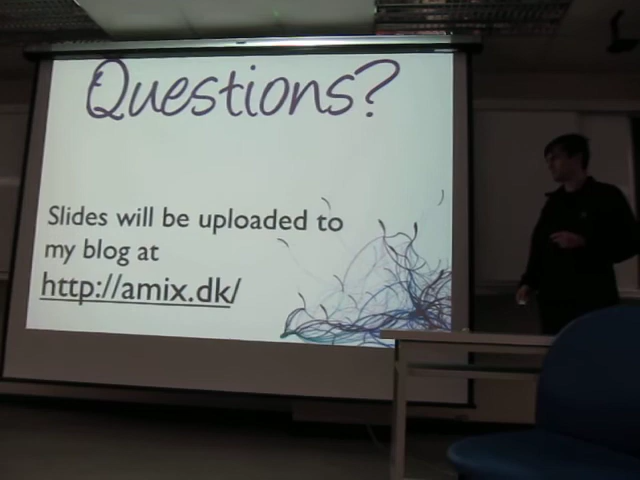 Questions?
Slides will be uploaded to
my blog at
http://amix.dk/